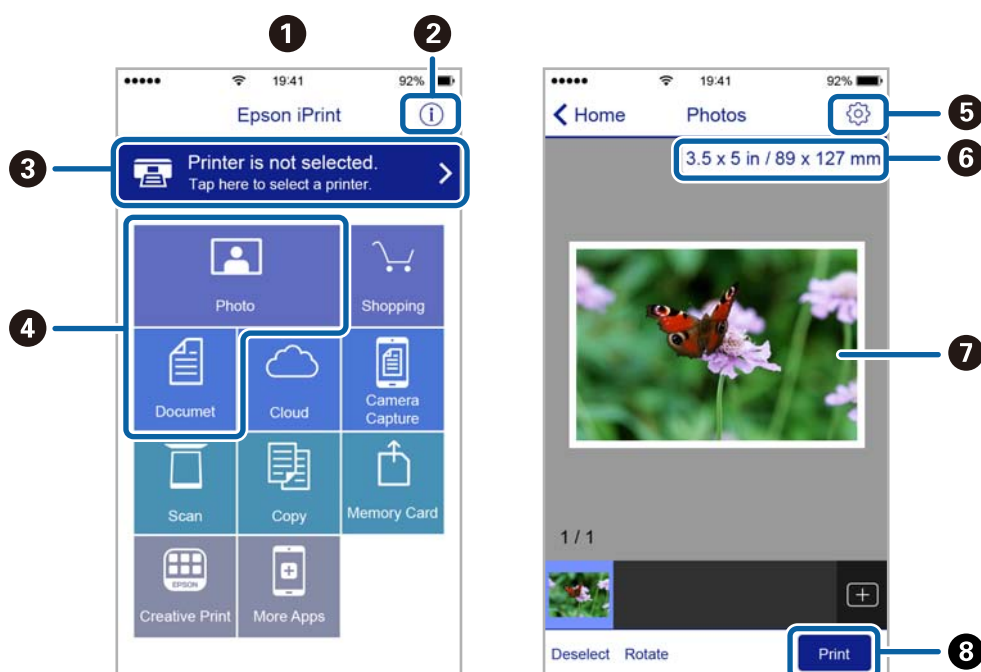 1
2
19:41
92%
Epson iPrint
i
3
Printer is not selected.
Tap here to select a printer.
4
Photo
Shopping
Documet
Cloud
Camera
Capture
Scan
Copy
Memory Card
EPSON
Creative Print
More Apps
19:41
92%
Home
Photos
5
3.5 x 5 in / 89 x 127 mm
6
7
1 / 1
Deselect
Rotate
Print
8